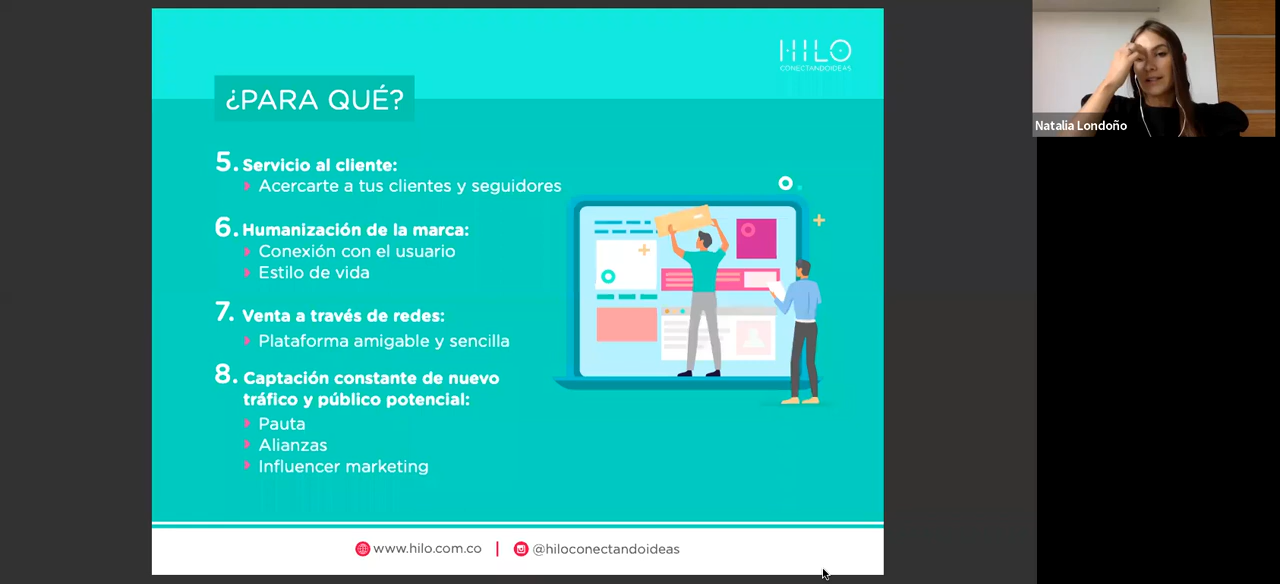 HILO
CONECTANDOIDEAS
¿PARA QUÉ?
5. Servicio al cliente:
Acercarte a tus clientes y seguidores
6. Humanización de la marca:
Conexión con el usuario
Estilo de vida
7. Venta a través de redes:
Plataforma amigable y sencilla
8. Captación constante de nuevo
tráfico y público potencial:
Pauta
Alianzas
Influencer marketing
www.hilo.com.co | @hiloconectandoideas
Natalia Londoño